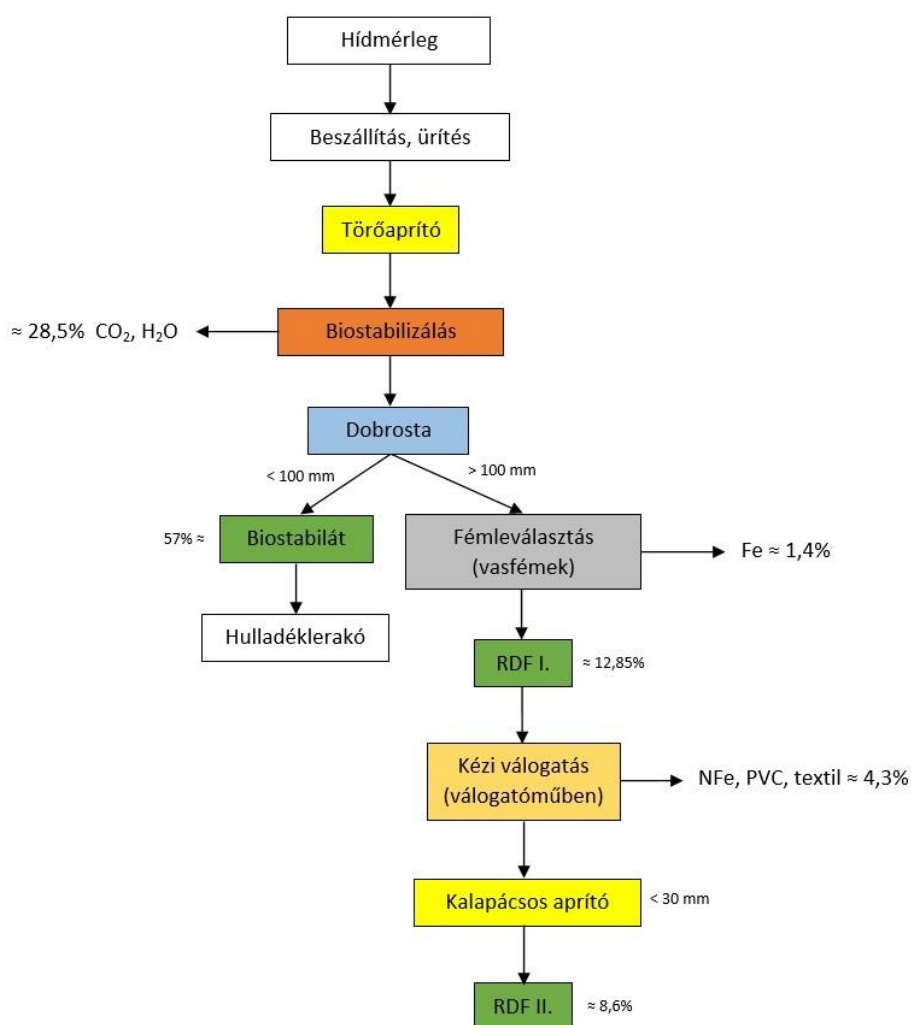 Hídmérleg
Beszállítás, ürítés
Törőaprító
≈ 28,5% CO₂, H₂O
Biostabilizálás
Dobrosta
< 100 mm
> 100 mm
57% ≈
Biostabilát
Fémleválasztás
(vasfémek)
Fe ≈ 1,4%
Hulladéklerakó
RDF I.
≈ 12,85%
Kézi válogatás
(válogatóműben)
NFe, PVC, textil ≈ 4,3%
Kalapácsos aprító
< 30 mm
RDF II.
≈ 8,6%